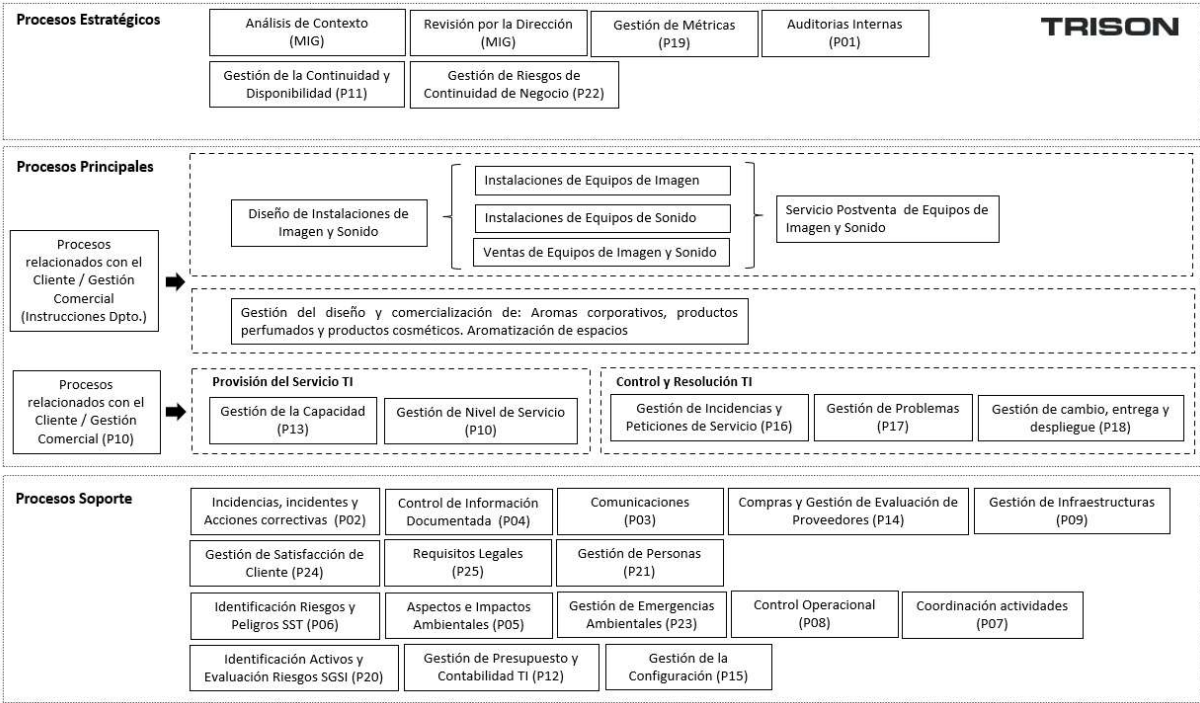 Procesos Estratégicos
Análisis de Contexto
(MIG)
Revisión por la Dirección
(MIG)
Gestión de Métricas
(P19)
Auditorias Internas
(P01)
TRISON
Gestión de la Continuidad y
Disponibilidad (P11)
Gestión de Riesgos de
Continuidad de Negocio (P22)
Procesos Principales
Procesos
relacionados con el
Cliente / Gestión
Comercial
(Instrucciones Dpto.)
Diseño de Instalaciones de
Imagen y Sonido
Instalaciones de Equipos de Imagen
Instalaciones de Equipos de Sonido
Ventas de Equipos de Imagen y Sonido
Servicio Postventa de Equipos de
Imagen y Sonido
Gestión del diseño y comercialización de: Aromas corporativos, productos
perfumados y productos cosméticos. Aromatización de espacios
Procesos
relacionados con el
Cliente / Gestión
Comercial (P10)
Provisión del Servicio TI
Gestión de la Capacidad
(P13)
Gestión de Nivel de Servicio
(P10)
Control y Resolución TI
Gestión de Incidencias y
Peticiones de Servicio (P16)
Gestión de Problemas
(P17)
Gestión de cambio, entrega y
despliegue (P18)
Procesos Soporte
Incidencias, incidentes y
Acciones correctivas (P02)
Control de Información
Documentada (P04)
Comunicaciones
(P03)
Compras y Gestión de Evaluación de
Proveedores (P14)
Gestión de Infraestructuras
(P09)
Gestión de Satisfacción de
Cliente (P24)
Requisitos Legales
(P25)
Gestión de Personas
(P21)
Identificación Riesgos y
Peligros SST (P06)
Aspectos e Impactos
Ambientales (P05)
Gestión de Emergencias
Ambientales (P23)
Control Operacional
(P08)
Coordinación actividades
(P07)
Identificación Activos y
Evaluación Riesgos SGSI (P20)
Gestión de Presupuesto y
Contabilidad TI (P12)
Gestión de la
Configuración (P15)